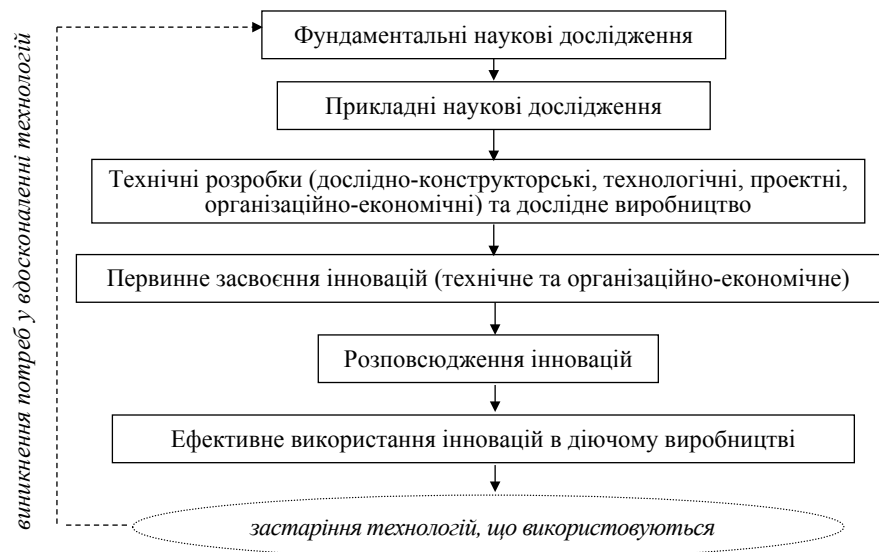 Фундаментальні наукові дослідження
Прикладні наукові дослідження
Технічні розробки (дослідно-конструкторські, технологічні, проектні,
організаційно-економічні) та дослідне виробництво
Первинне засвоєння інновацій (технічне та організаційно-економічне)
Розповсюдження інновацій
Ефективне використання інновацій в діючому виробництві
застаріння технологій, що використовуються
виникнення потреб у вдосконаленні технологій